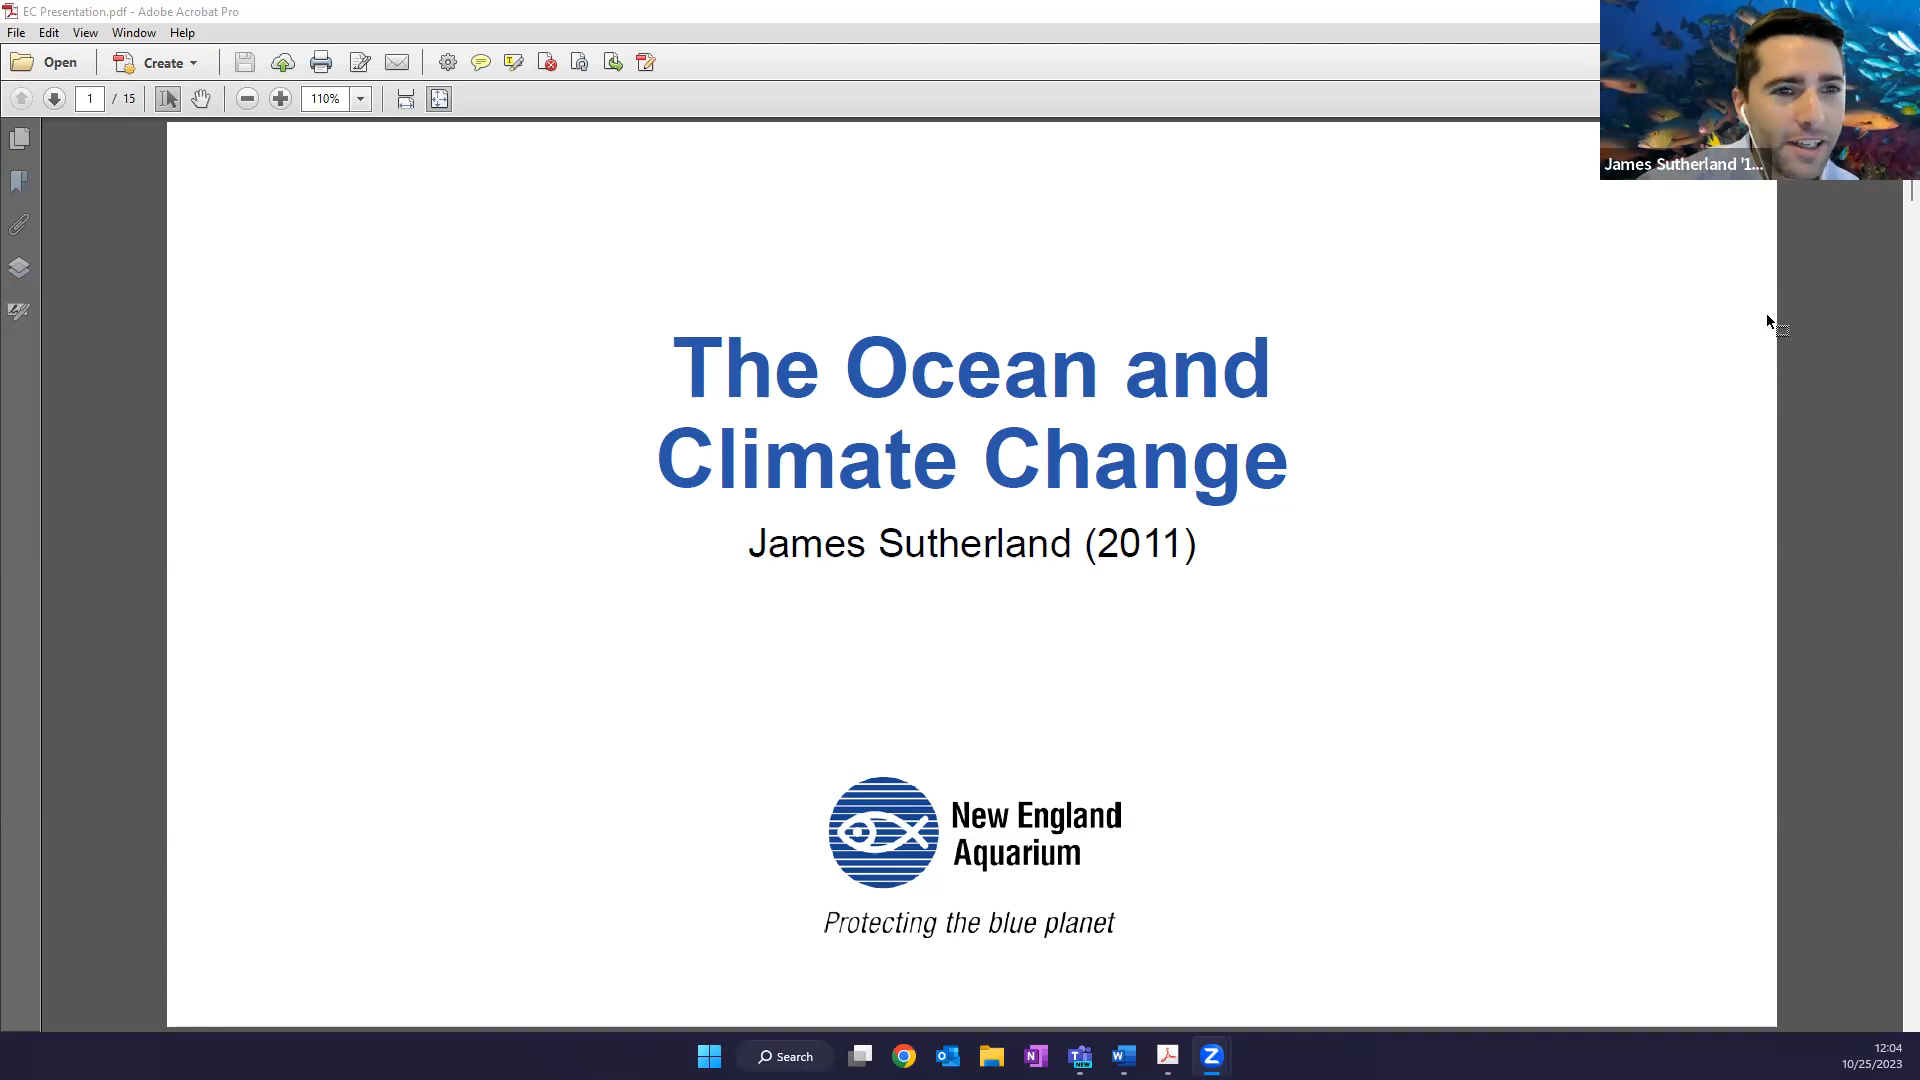 EC Presentation.pdf - Adobe Acrobat Pro
File Edit View Window Help
Open Create
1 / 15 110%
James Sutherland '1...
The Ocean and
Climate Change
James Sutherland (2011)
New England
Aquarium
Protecting the blue planet
Search
12:04
10/25/2023